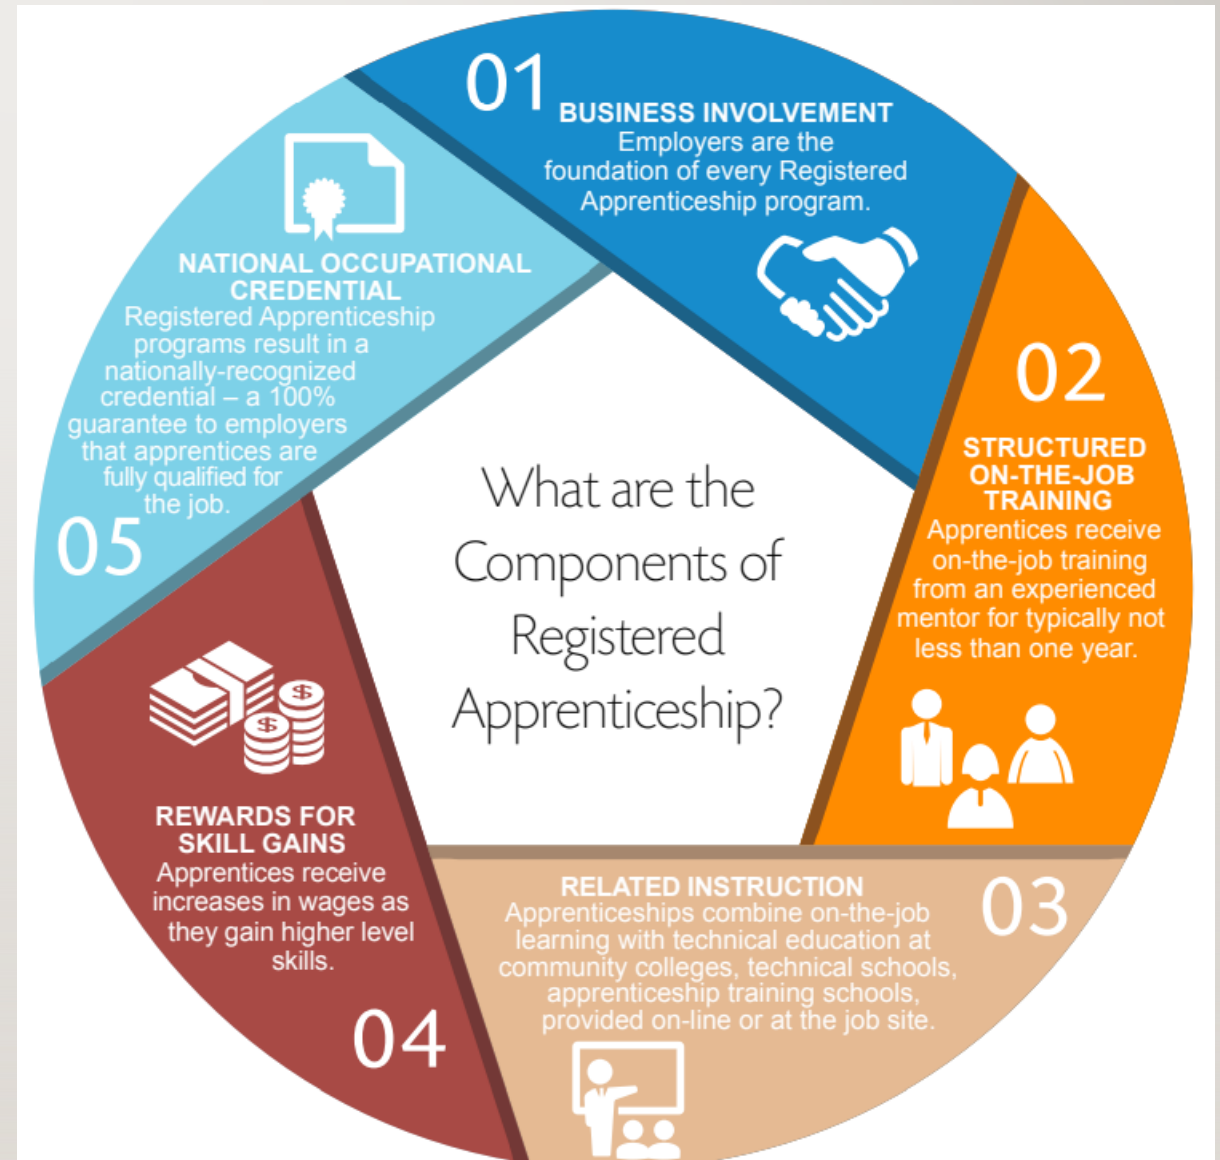 What are the
Components of
Registered
Apprenticeship?
01
BUSINESS INVOLVEMENT
Employers are the
foundation of every Registered
Apprenticeship program.
02
STRUCTURED
ON-THE-JOB
TRAINING
Apprentices receive
on-the-job training
from an experienced
mentor for typically not
less than one year.
03
RELATED INSTRUCTION
Apprenticeships combine on-the-job
learning with technical education at
community colleges, technical schools,
apprenticeship training schools,
provided on-line or at the job site.
04
REWARDS FOR
SKILL GAINS
Apprentices receive
increases in wages as
they gain higher level
skills.
$
$
05
NATIONAL OCCUPATIONAL
CREDENTIAL
Registered Apprenticeship
programs result in a
nationally-recognized
credential – a 100%
guarantee to employers
that apprentices are
fully qualified for
the job.